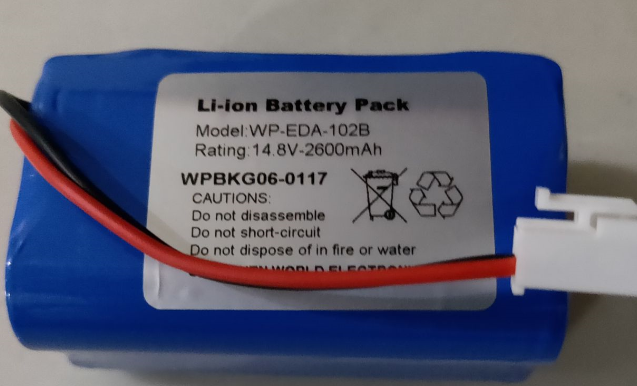 Li-ion Battery Pack
Model:WP-EDA-102B
Rating:14.8V-2600mAh
WPBKG06-0117
CAUTIONS:
Do not disassemble
Do not short-circuit
Do not dispose of in fire or water
WORLD